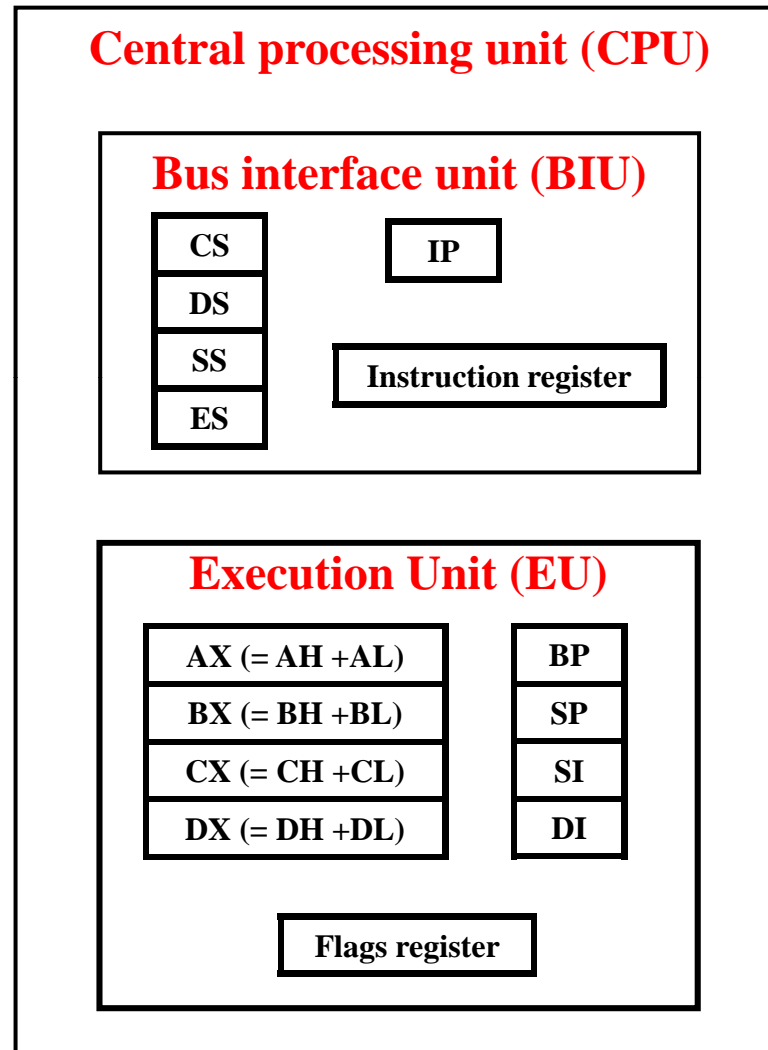 Central processing unit (CPU)
Bus interface unit (BIU)
CS
DS
SS
ES
IP
Instruction register
Execution Unit (EU)
AX (= AH +AL)
BX (= BH +BL)
CX (= CH +CL)
DX (= DH +DL)
BP
SP
SI
DI
Flags register